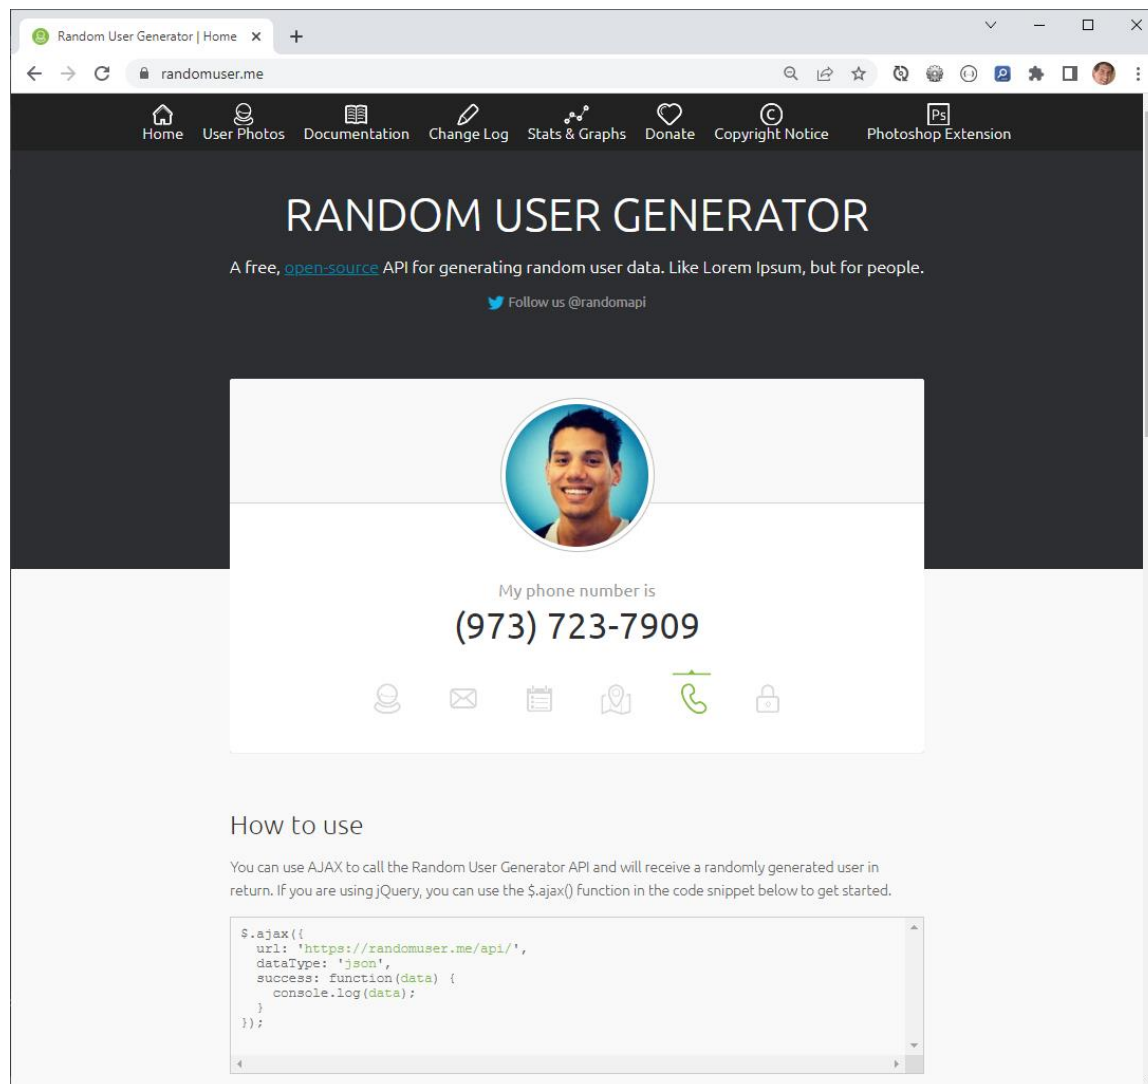 Random User Generator | Home
randomuser.me
Home User Photos Documentation Change Log Stats & Graphs Donate Copyright Notice Ps Photoshop Extension
RANDOM USER GENERATOR
A free, open-source API for generating random user data. Like Lorem Ipsum, but for people.
Follow us @randomapi
My phone number is
(973) 723-7909
How to use
You can use AJAX to call the Random User Generator API and will receive a randomly generated user in
return. If you are using jQuery, you can use the $.ajax() function in the code snippet below to get started.
$.ajax({
  url: 'https://randomuser.me/api/',
  dataType: 'json',
  success: function(data) {
    console.log(data);
  }
});